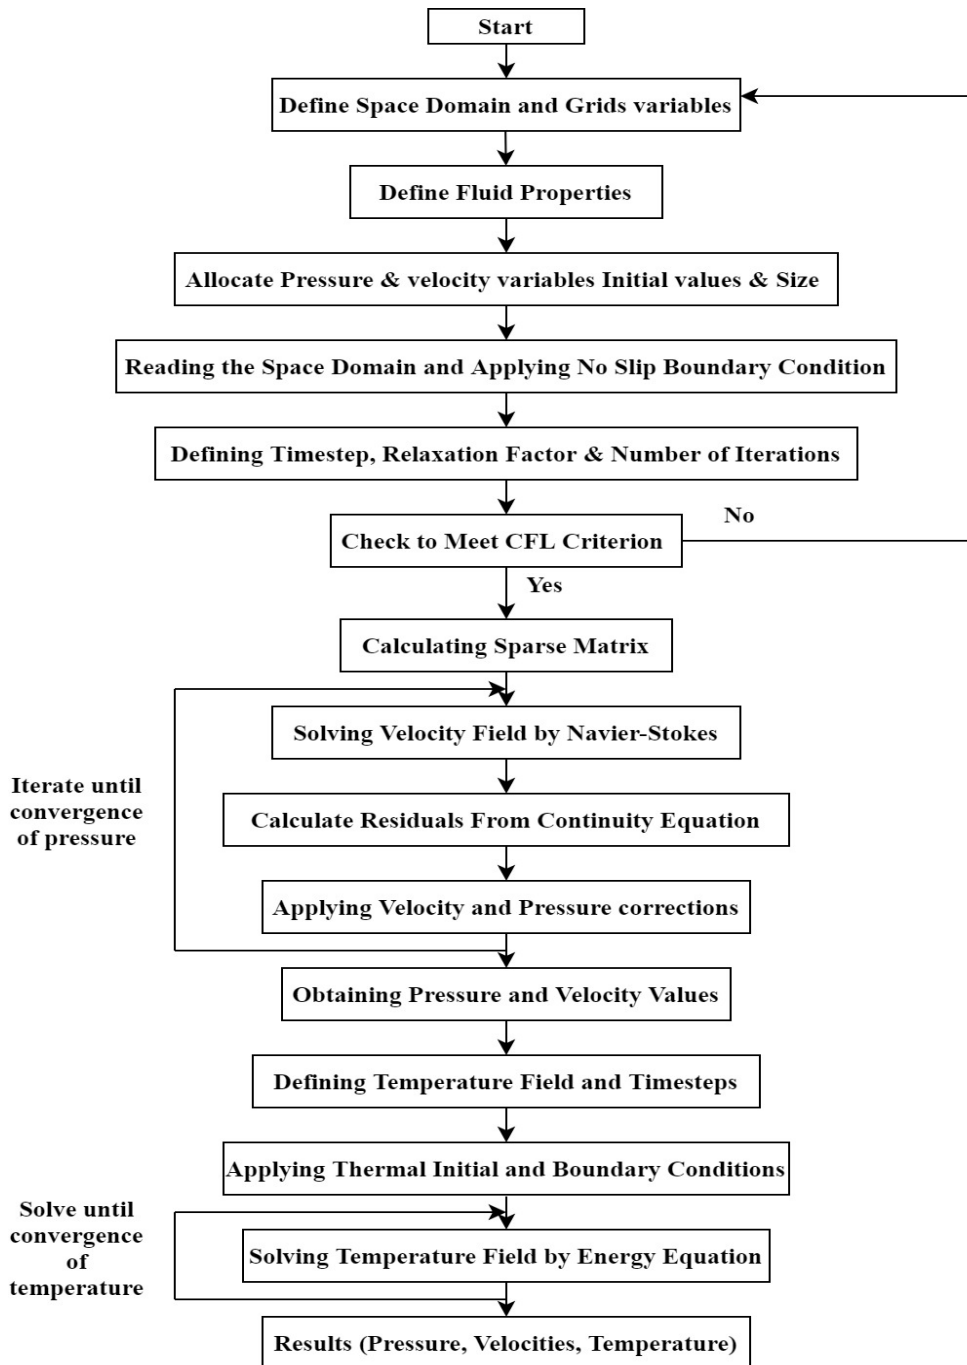 Start
Define Space Domain and Grids variables
Define Fluid Properties
Allocate Pressure & velocity variables Initial values & Size
Reading the Space Domain and Applying No Slip Boundary Condition
Defining Timestep, Relaxation Factor & Number of Iterations
Check to Meet CFL Criterion
No
Yes
Calculating Sparse Matrix
Solving Velocity Field by Navier-Stokes
Iterate until
convergence
of pressure
Calculate Residuals From Continuity Equation
Applying Velocity and Pressure corrections
Obtaining Pressure and Velocity Values
Defining Temperature Field and Timesteps
Applying Thermal Initial and Boundary Conditions
Solve until
convergence
of
temperature
Solving Temperature Field by Energy Equation
Results (Pressure, Velocities, Temperature)